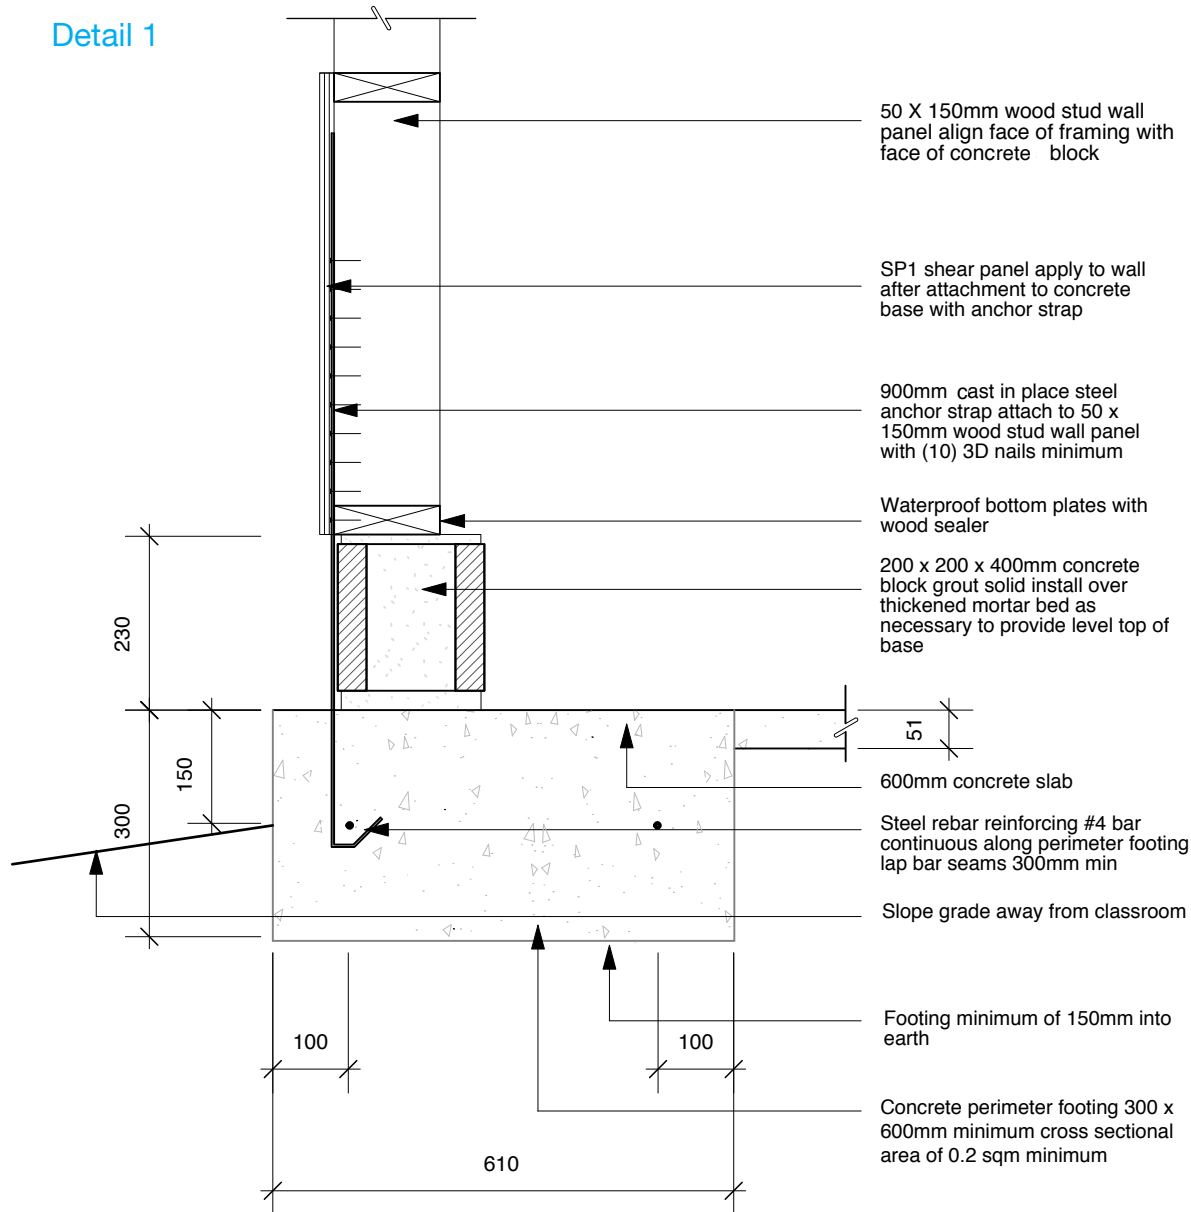 Detail 1
50 X 150mm wood stud wall
panel align face of framing with
face of concrete block
SP1 shear panel apply to wall
after attachment to concrete
base with anchor strap
900mm cast in place steel
anchor strap attach to 50 x
150mm wood stud wall panel
with (10) 3D nails minimum
Waterproof bottom plates with
wood sealer
200 x 200 x 400mm concrete
block grout solid install over
thickened mortar bed as
necessary to provide level top of
base
230
51
150
300
600mm concrete slab
Steel rebar reinforcing #4 bar
continuous along perimeter footing
lap bar seams 300mm min
Slope grade away from classroom
Footing minimum of 150mm into
earth
100
100
Concrete perimeter footing 300 x
600mm minimum cross sectional
area of 0.2 sqm minimum
610